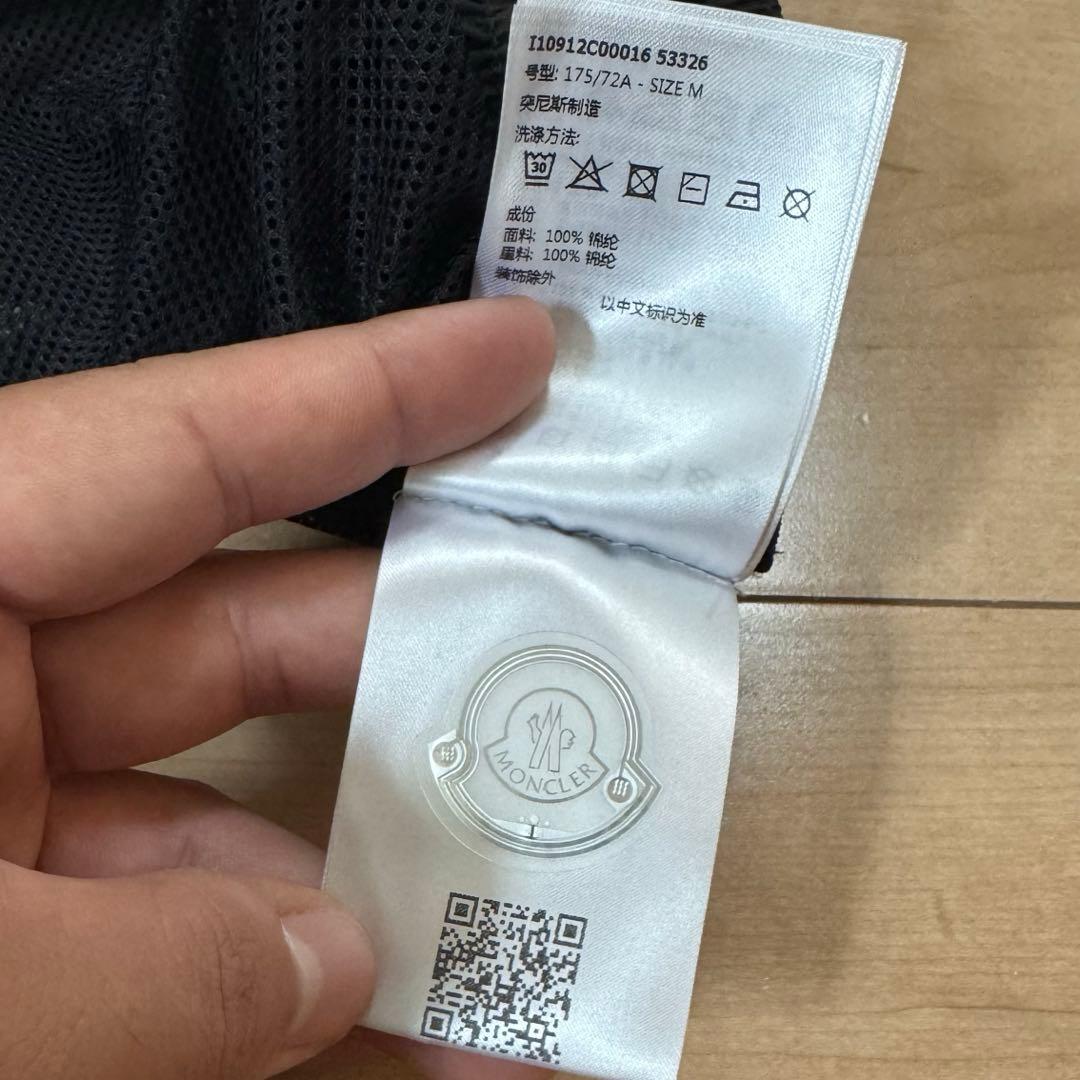 I10912C00016 53326
号型: 175/72A - SIZE M
突尼斯制造
洗涤方法:
30
成份
面料: 100% 锦纶
里料: 100% 锦纶
装饰除外
以中文标识为准
M
MONCLER